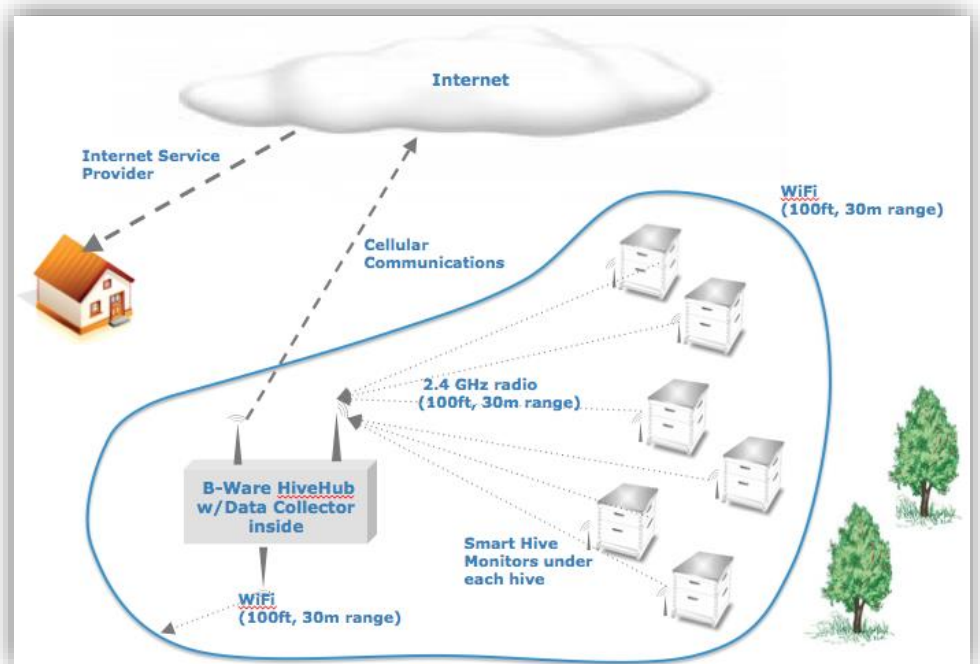 Internet
Internet Service
Provider
WiFi
(100ft, 30m range)
Cellular
Communications
2.4 GHz radio
(100ft, 30m range)
B-Ware HiveHub
w/Data Collector
inside
Smart Hive
Monitors under
each hive
WiFi
(100ft, 30m range)